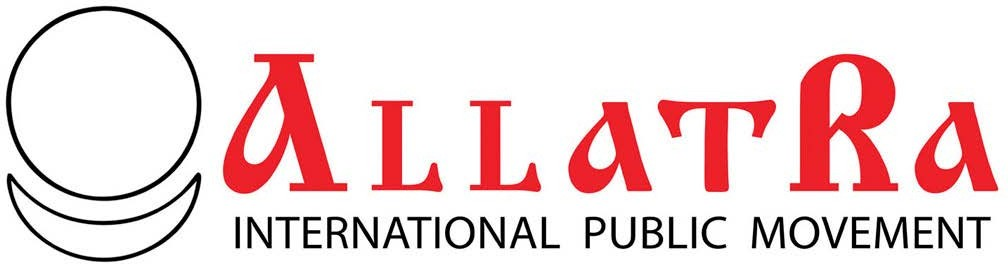 ALLATRA
INTERNATIONAL PUBLIC MOVEMENT